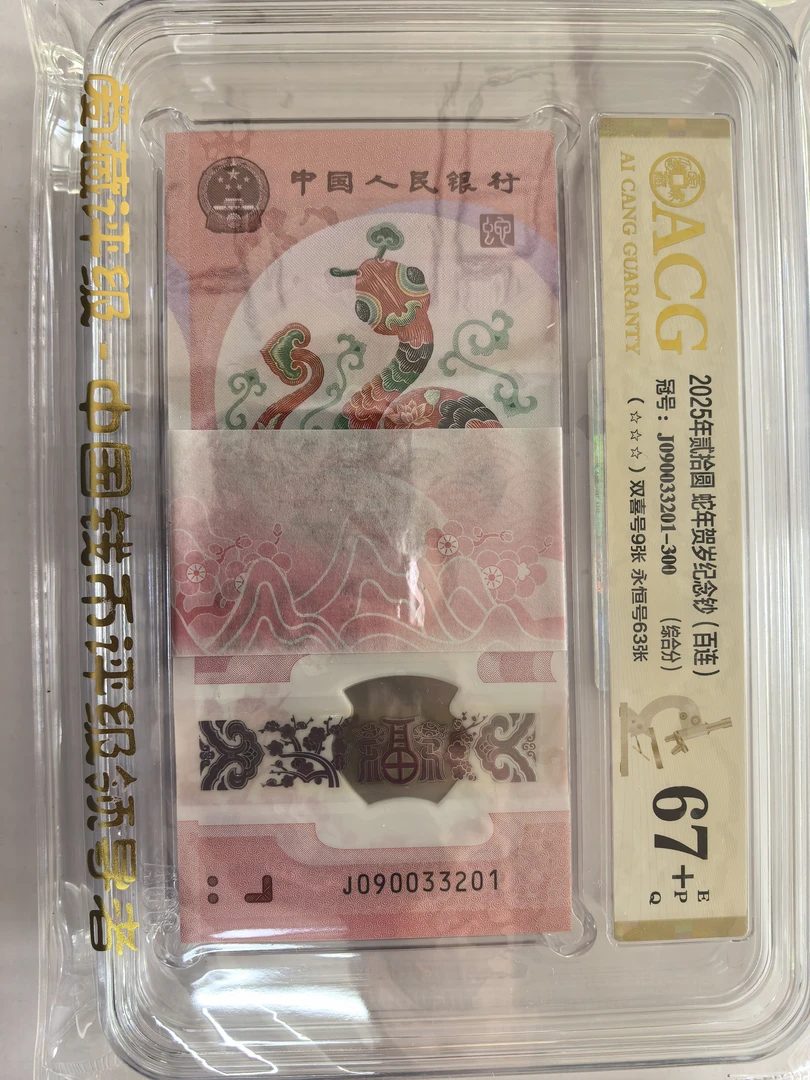 爱藏评级-中国钱币评级领导者
中国人民银行
蛇
J090033201
ACG
AI CANG GUARANTY
2025年贰拾圆 蛇年贺岁纪念钞（百连）
冠号：J090033201-300 （综合分）
（☆☆☆）双喜号9张 永恒号63张
67+
E
P
Q